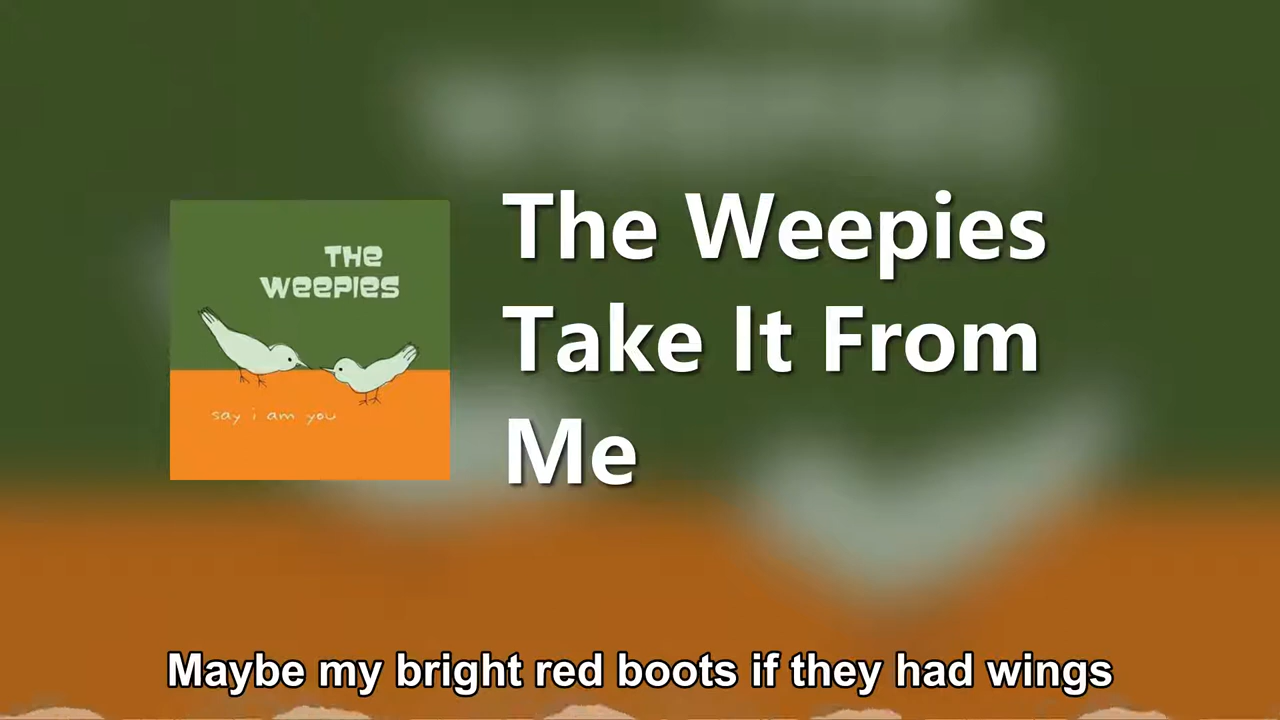 THE
WEEPIES
say i am you
The Weepies
Take It From
Me
Maybe my bright red boots if they had wings